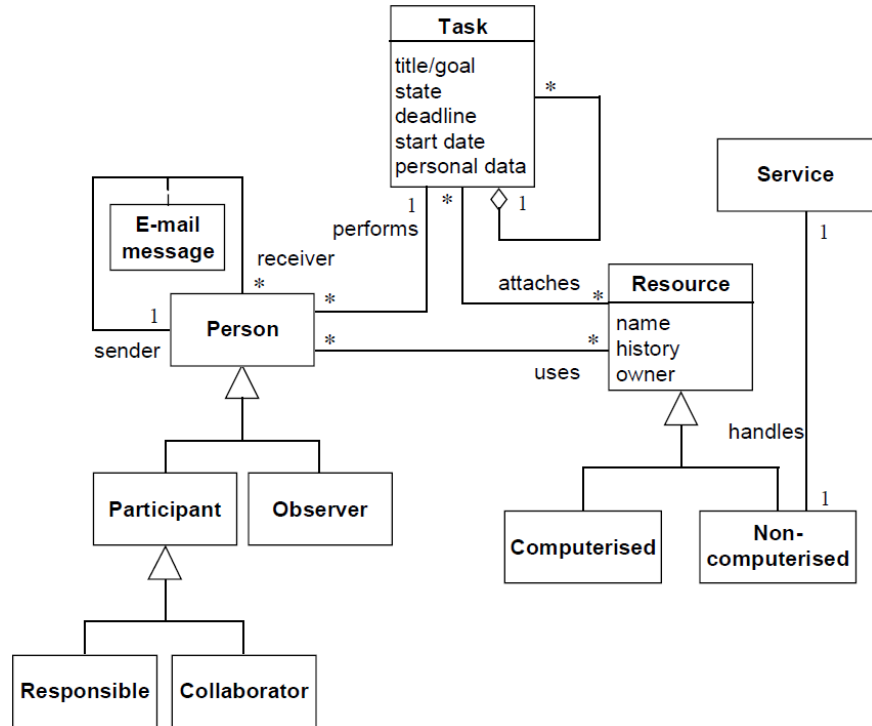 Task
title/goal
state
deadline
start date
personal data
*
1
*
1
performs
Service
1
E-mail
message
receiver
*
1
sender
Person
*
*
attaches
*
*
uses
Resource
name
history
owner
handles
1
Participant
Observer
Computerised
Non-
computerised
Responsible
Collaborator